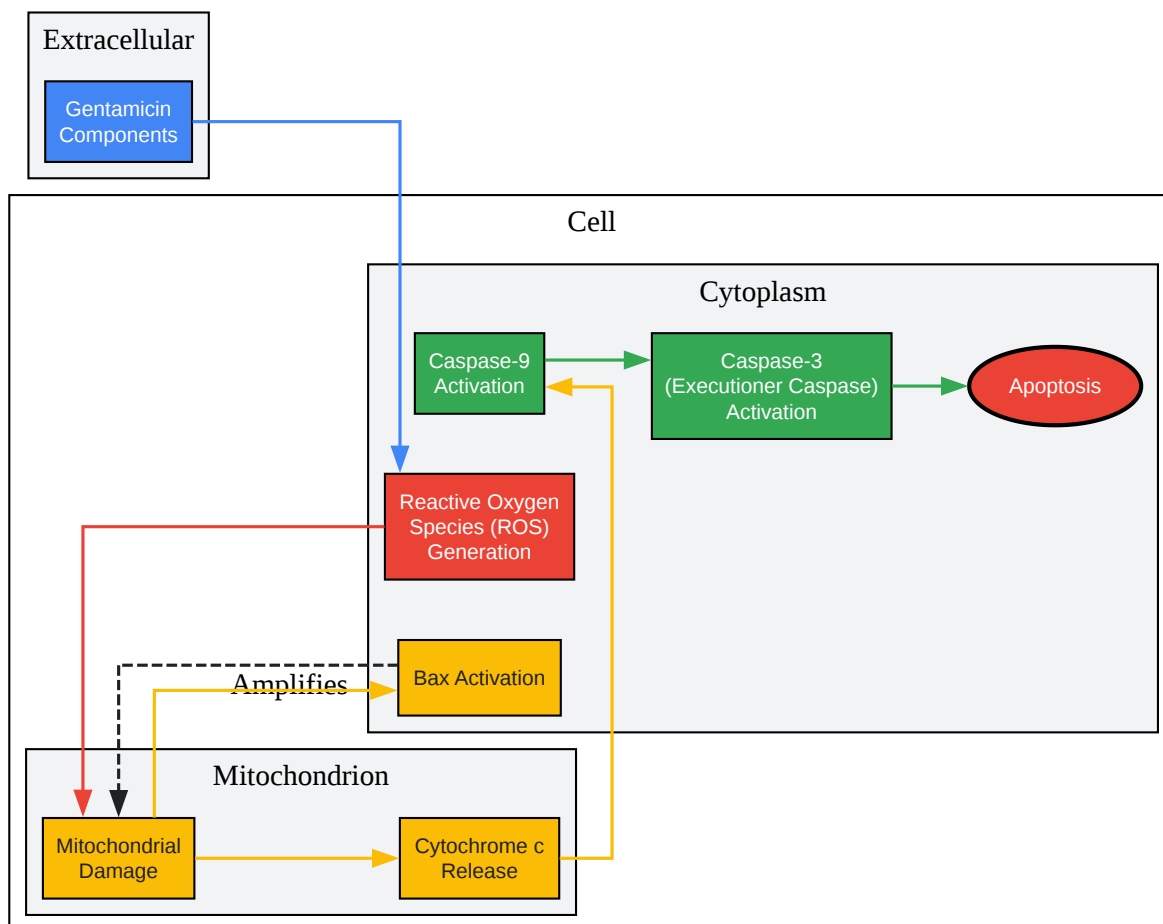 Extracellular
Gentamicin
Components
Cell
Cytoplasm
Caspase-9
Activation
Caspase-3
(Executioner Caspase)
Activation
Apoptosis
Reactive Oxygen
Species (ROS)
Generation
Bax Activation
Amplifies
Mitochondrion
Mitochondrial
Damage
Cytochrome c
Release